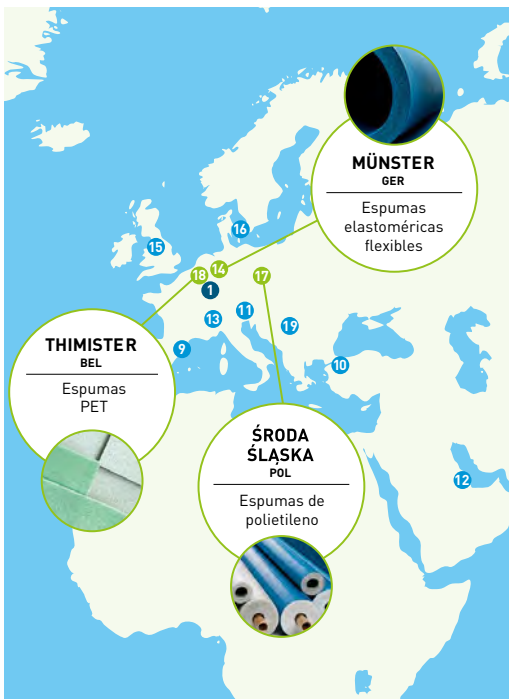 MÜNSTER
GER
Espumas
elastoméricas
flexibles
16
15
14
18
17
1
11
13
19
9
10
THIMISTER
BEL
Espumas
PET
ŚRODA
ŚLĄSKA
POL
Espumas de
polietileno
12